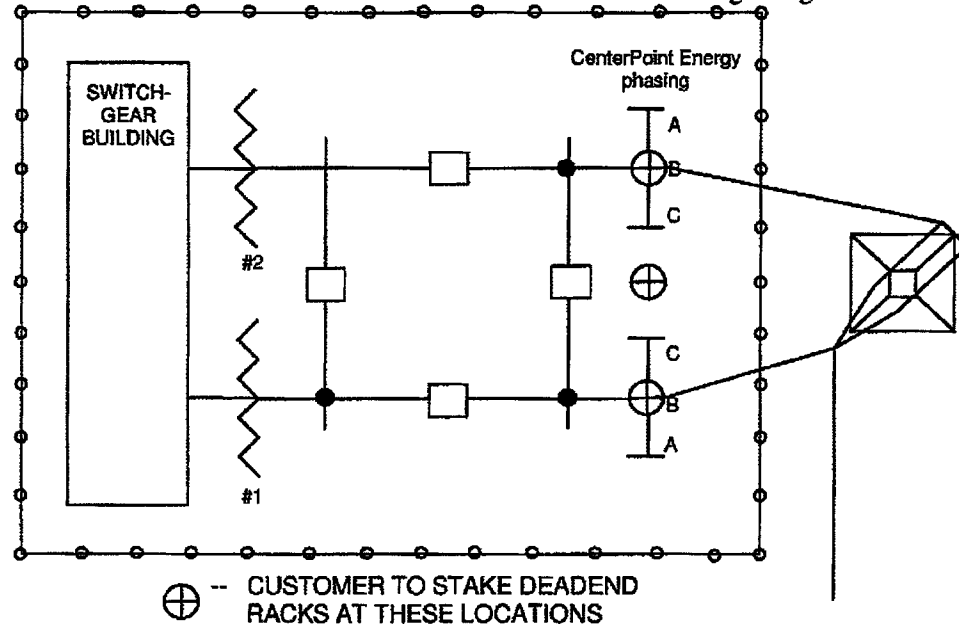 CenterPoint Energy
phasing
SWITCH-
GEAR
BUILDING
A
B
C
#2
C
B
A
#1
-- CUSTOMER TO STAKE DEADEND
RACKS AT THESE LOCATIONS